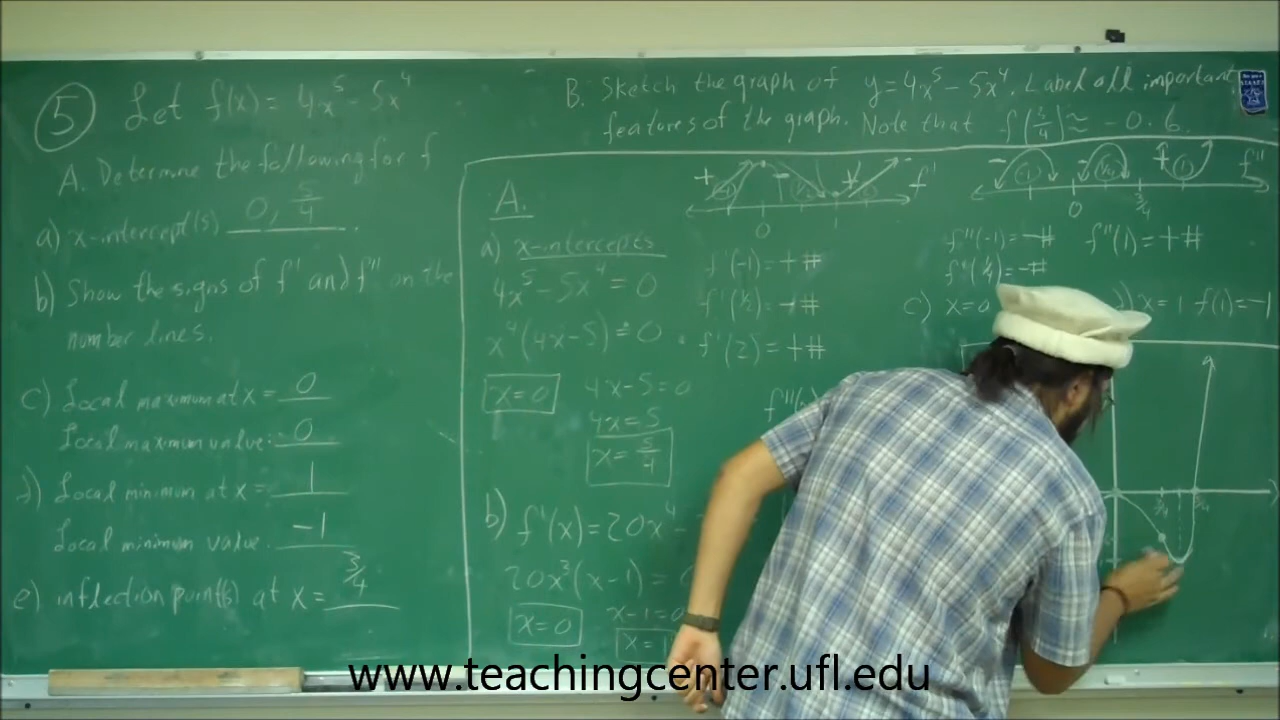 5 Let f(x) = 4x⁵ - 5x⁴
A. Determine the following for f
a) x-intercept(s) 0, 5/4.
b) Show the signs of f' and f'' on the
number lines.
c) Local maximum at x = 0
Local maximum value: 0
d) Local minimum at x = 1
Local minimum value: -1
e) inflection point(s) at x = 3/4
B. Sketch the graph of y = 4x⁵ - 5x⁴. Label all important
features of the graph. Note that f(3/4) ≈ -0.6.
A.
a) x-intercepts
4x⁵ - 5x⁴ = 0
x⁴(4x-5) = 0
x=0 4x-5=0
4x=5
x=5/4
b) f'(x) = 20x⁴ -
20x³(x-1) =
x=0 x-1=0
+ - + f'
0
f'(-1) = +#
f'(½) = -#
f'(2) = +#
- - + f''
0 3/4
f''(-1) = -# f''(1) = +#
f''(¼) = -#
c) x=0 d) x=1 f(1)=-1
3/4 5/4
www.teachingcenter.ufl.edu